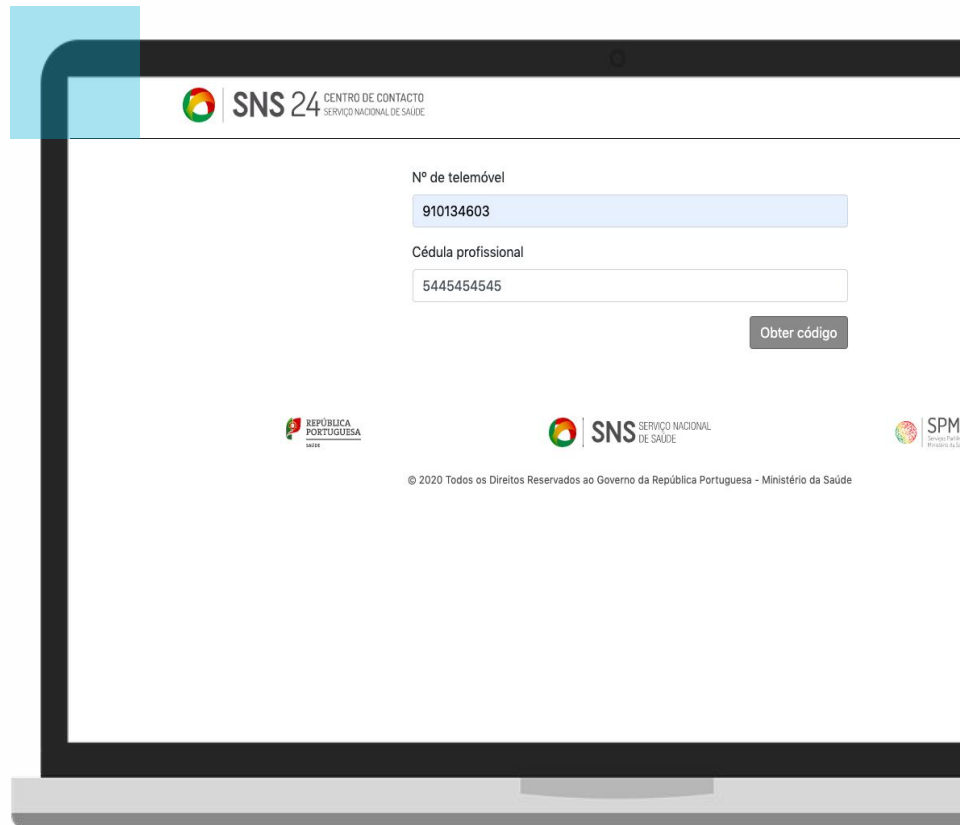 SNS 24 CENTRO DE CONTACTO
SERVIÇO NACIONAL DE SAÚDE
Nº de telemóvel
910134603
Cédula profissional
5445454545
Obter código
REPÚBLICA
PORTUGUESA
SAÚDE
SNS SERVIÇO NACIONAL
DE SAÚDE
SPM
© 2020 Todos os Direitos Reservados ao Governo da República Portuguesa - Ministério da Saúde